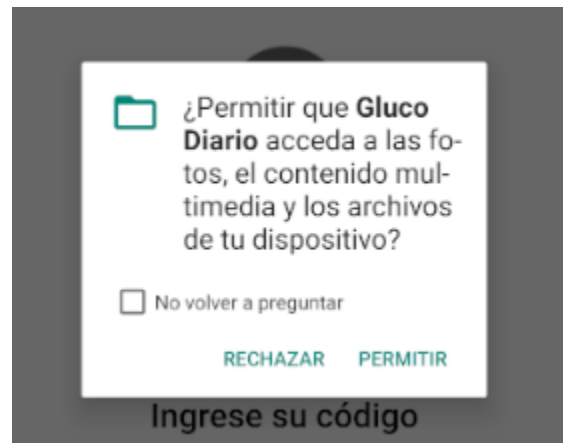 ¿Permitir que Gluco
Diario acceda a las fo-
tos, el contenido mul-
timedia y los archivos
de tu dispositivo?
No volver a preguntar
RECHAZAR PERMITIR
Ingrese su código